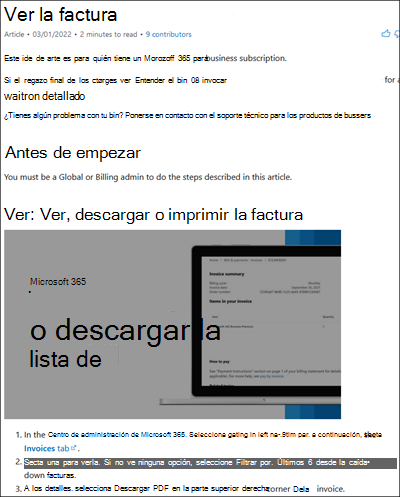 Ver la factura
Article • 03/01/2022 • 2 minutes to read • 9 contributors
Este ide de arte es para quién tiene un Morozoff 365 para business subscription.
Si el regazo final de los ctərges ver Entender el bin 08 invocar for a
waitron detallado
¿Tienes algún problema con tu bin? Ponerse en contacto con el soporte técnico para los productos de bussers
Antes de empezar
You must be a Global or Billing admin to do the steps described in this article.
Ver: Ver, descargar o imprimir la factura
Microsoft 365
o descargar la
lista de
Invoice summary
Items in your invoice
How to pay
1. In the Centro de administración de Microsoft 365. Seleccione gating in left ne-.9tim par. a continuación,
Invoices tab
2. Secta una para verla. Si no ve ninguna opción, seleccione Filtrar por. Últimos 6 desde la caída-
down facturas.
3. A los detalles. selecciona Descargar PDF en la parte superior derecha corner Dela invoice.